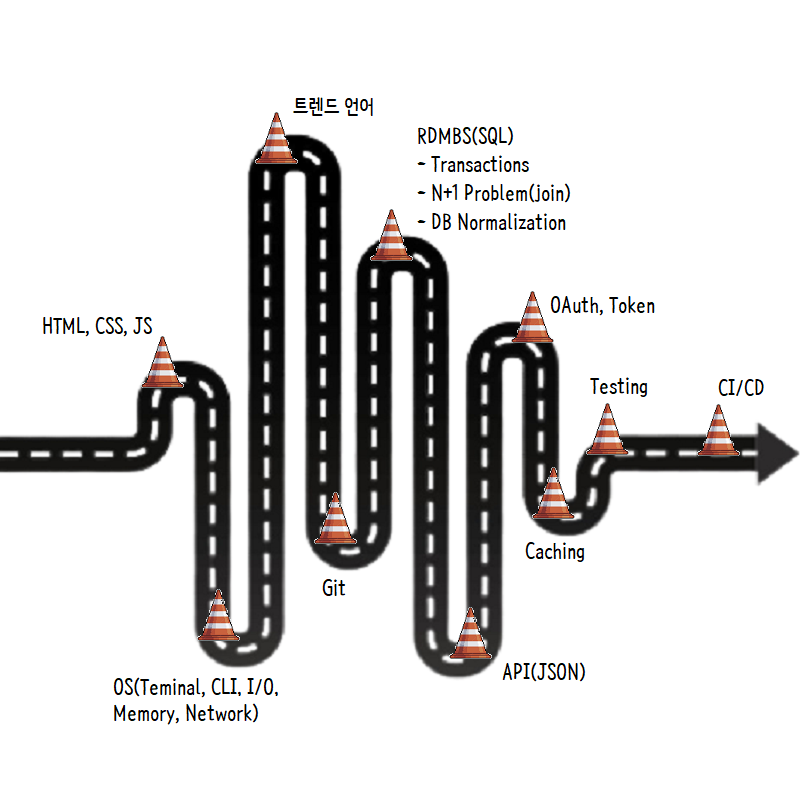 HTML, CSS, JS
OS(Teminal, CLI, I/O,
Memory, Network)
트렌드 언어
Git
RDMBS(SQL)
- Transactions
- N+1 Problem(join)
- DB Normalization
API(JSON)
OAuth, Token
Caching
Testing
CI/CD